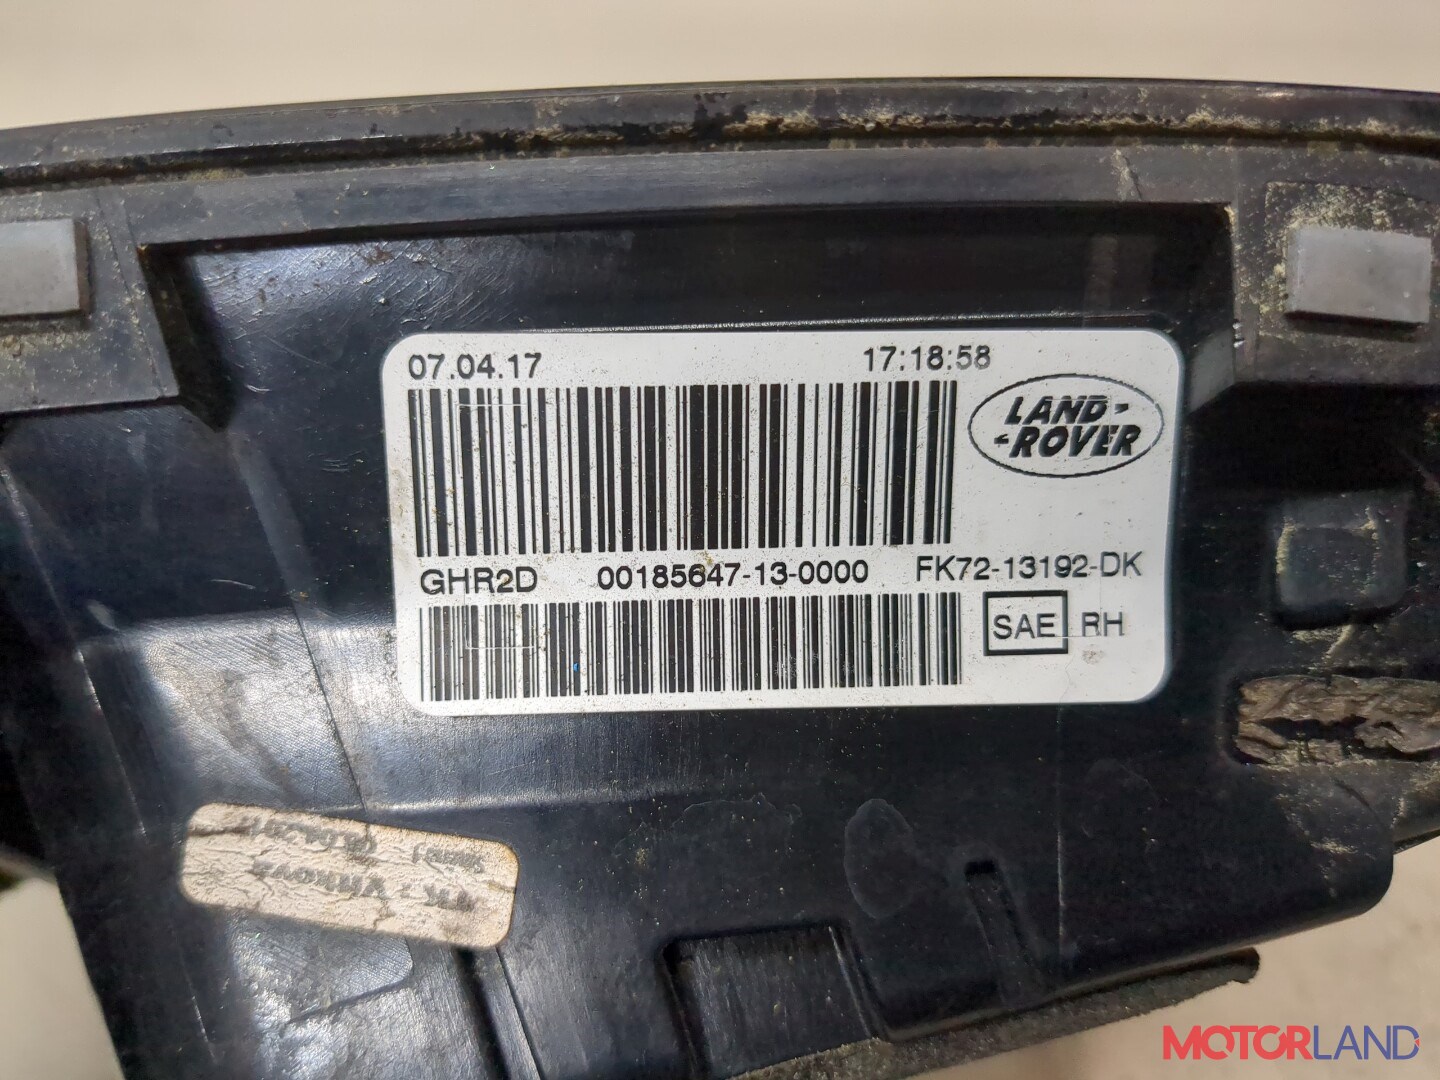 07.04.17 17:18:58
LAND-
-ROVER
GHR2D 00185647-13-0000 FK72-13192-DK
SAE RH
MOTORLAND